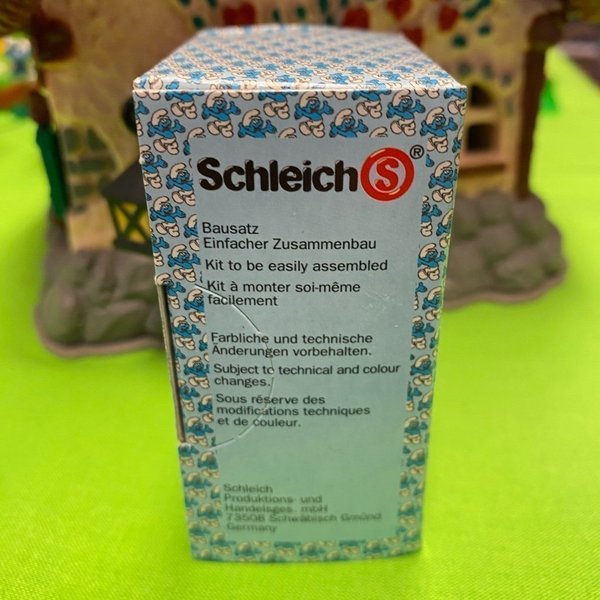 Schleich S®
Bausatz
Einfacher Zusammenbau
Kit to be easily assembled
Kit à monter soi-même
facilement
Farbliche und technische
Änderungen vorbehalten.
Subject to technical and colour
changes.
Sous réserve des
modifications techniques
et de couleur.
Schleich
Produktions- und
Handelsges. mbH
73508 Schwäbisch Gmünd
Germany